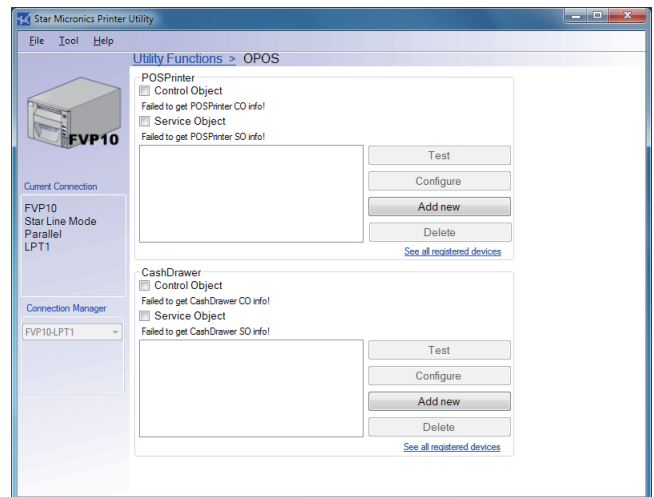 Star Micronics Printer Utility
File Tool Help
Utility Functions > OPOS
FVP10
Current Connection
FVP10
Star Line Mode
Parallel
LPT1
Connection Manager
FVP10-LPT1
POSPrinter
Control Object
Failed to get POSPrinter CO info!
Service Object
Failed to get POSPrinter SO info!
Test
Configure
Add new
Delete
See all registered devices
CashDrawer
Control Object
Failed to get CashDrawer CO info!
Service Object
Failed to get CashDrawer SO info!
Test
Configure
Add new
Delete
See all registered devices